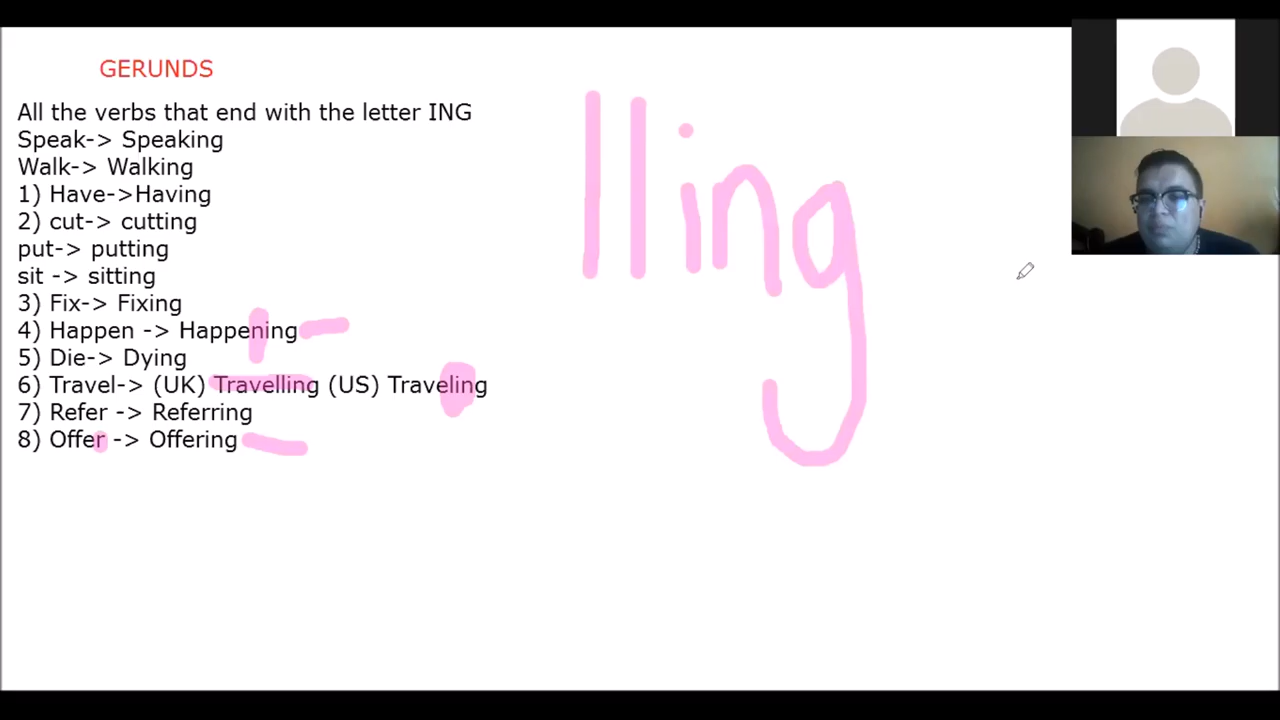 GERUNDS
All the verbs that end with the letter ING
Speak-> Speaking
Walk-> Walking
1) Have->Having
2) cut-> cutting
put-> putting
sit -> sitting
3) Fix-> Fixing
4) Happen -> Happening
5) Die-> Dying
6) Travel-> (UK) Travelling (US) Traveling
7) Refer -> Referring
8) Offer -> Offering
lling